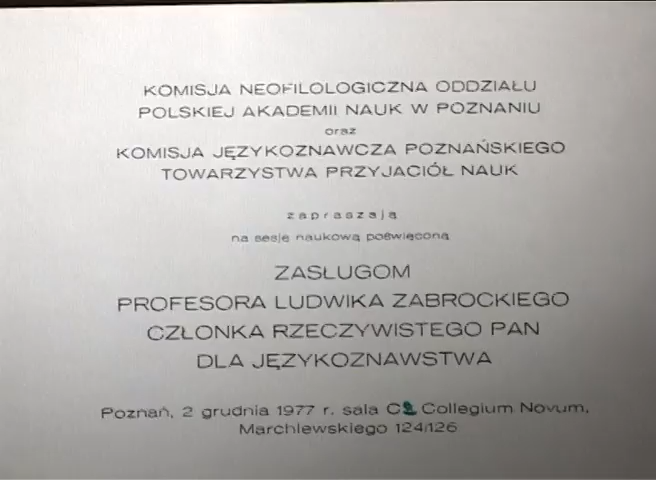 KOMISJA NEOFILOLOGICZNA ODDZIAŁU
POLSKIEJ AKADEMII NAUK W POZNANIU
oraz
KOMISJA JĘZYKOZNAWCZA POZNAŃSKIEGO
TOWARZYSTWA PRZYJACIÓŁ NAUK
zapraszają
na sesję naukową poświęconą
ZASŁUGOM
PROFESORA LUDWIKA ZABROCKIEGO
CZŁONKA RZECZYWISTEGO PAN
DLA JĘZYKOZNAWSTWA
Poznań, 2 grudnia 1977 r. sala Collegium Novum,
Marchlewskiego 124/126